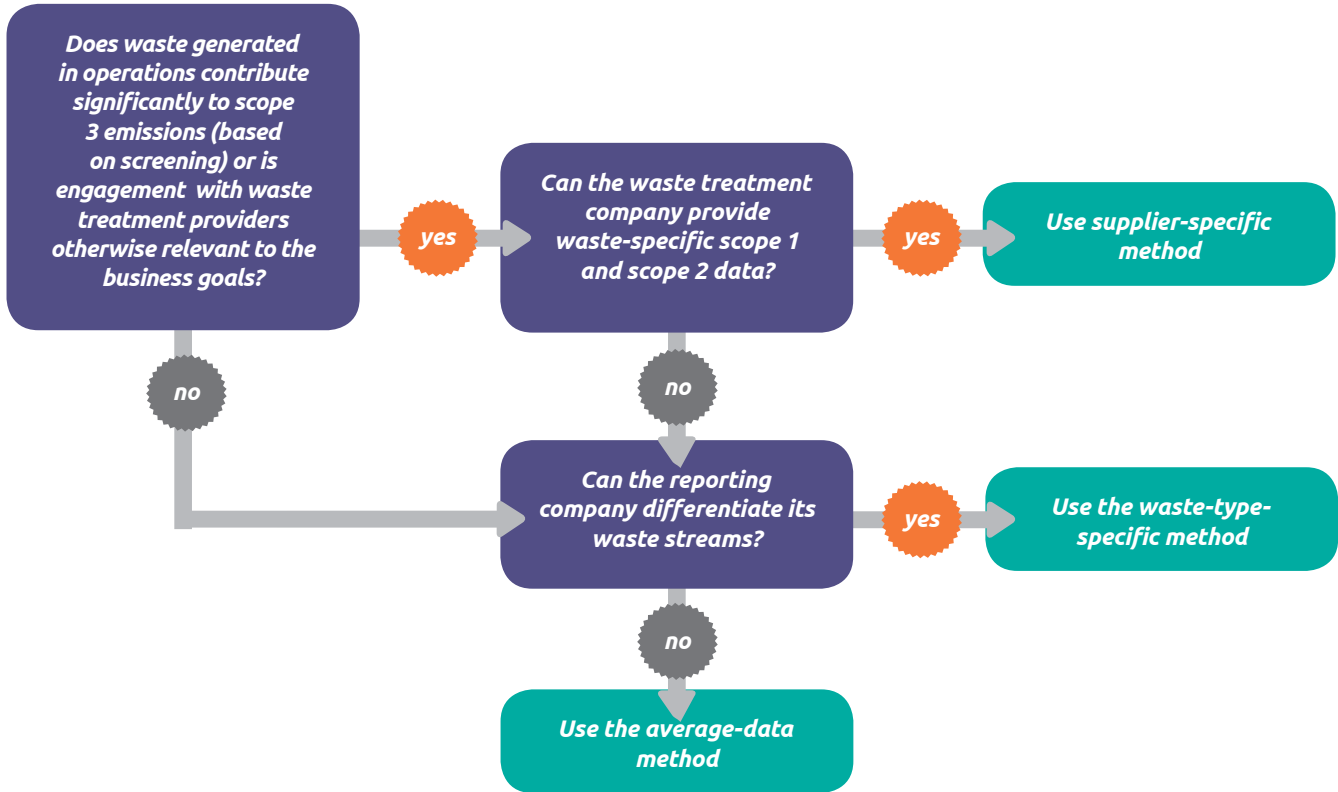 Does waste generated
in operations contribute
significantly to scope
3 emissions (based
on screening) or is
engagement with waste
treatment providers
otherwise relevant to the
business goals?
yes
Can the waste treatment
company provide
waste-specific scope 1
and scope 2 data?
yes
Use supplier-specific
method
no
no
Can the reporting
company differentiate its
waste streams?
yes
Use the waste-type-
specific method
no
Use the average-data
method